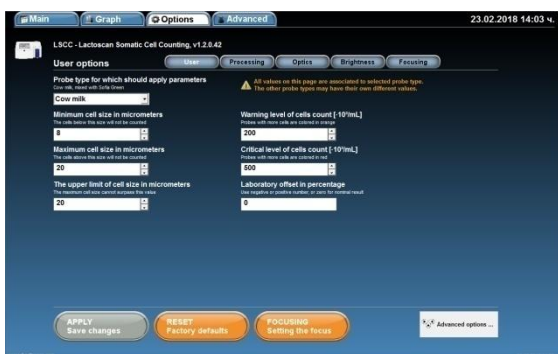 Main
Graph
Options
Advanced
23.02.2018 14:03 ч.
LSCC - Lactoscan Somatic Cell Counting, v1.2.0.42
User options
User
Processing
Optics
Brightness
Focusing
Probe type for which should apply parameters
Cow milk, mixed with Sofia Green
Cow milk
All values on this page are associated to selected probe type.
The other probe types may have their own different values.
Minimum cell size in micrometers
The cells below this size will not be counted
8
Warning level of cells count [·10³/mL]
Probes with more cells are colored in orange
200
Maximum cell size in micrometers
The cells above this size will not be counted
20
Critical level of cells count [·10³/mL]
Probes with more cells are colored in red
500
The upper limit of cell size in micrometers
The maximum cell size cannot surpass this value
20
Laboratory offset in percentage
Use negative or positive number, or zero for nominal result
0
APPLY
Save changes
RESET
Factory defaults
FOCUSING
Setting the focus
Advanced options ...